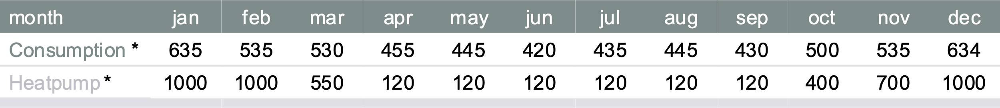 month jan feb mar apr may jun jul aug sep oct nov dec
Consumption * 635 535 530 455 445 420 435 445 430 500 535 634
Heatpump* 1000 1000 550 120 120 120 120 120 120 400 700 1000